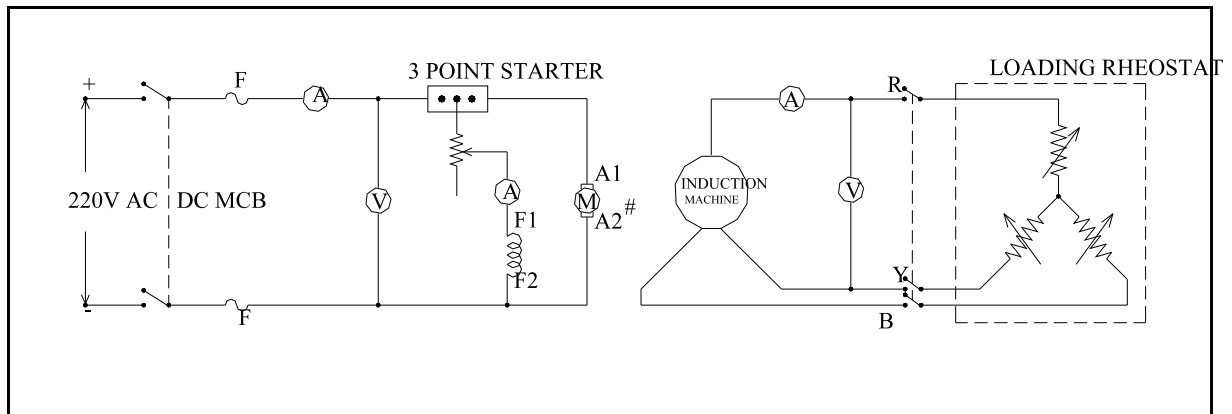 3 POINT STARTER
LOADING RHEOSTAT
+
F
A
A
R
220V AC
DC MCB
V
A
F1
F2
A1
M
A2
#
INDUCTION
MACHINE
V
Y
B
-
F